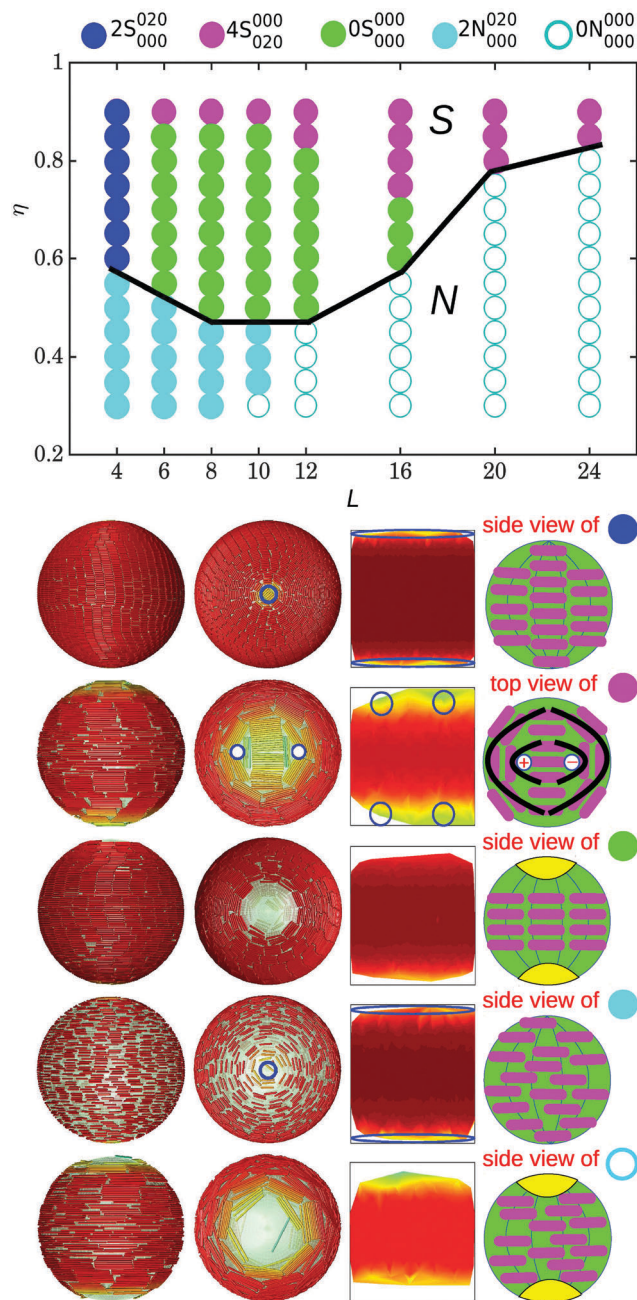 2S 020 000 4S 000 020 0S 000 000 2N 020 000 0N 000 000
1
0.8
S
η
0.6
N
0.4
0.2
4 6 8 10 12 16 20 24
L
side view of
top view of
+ −
side view of
side view of
side view of